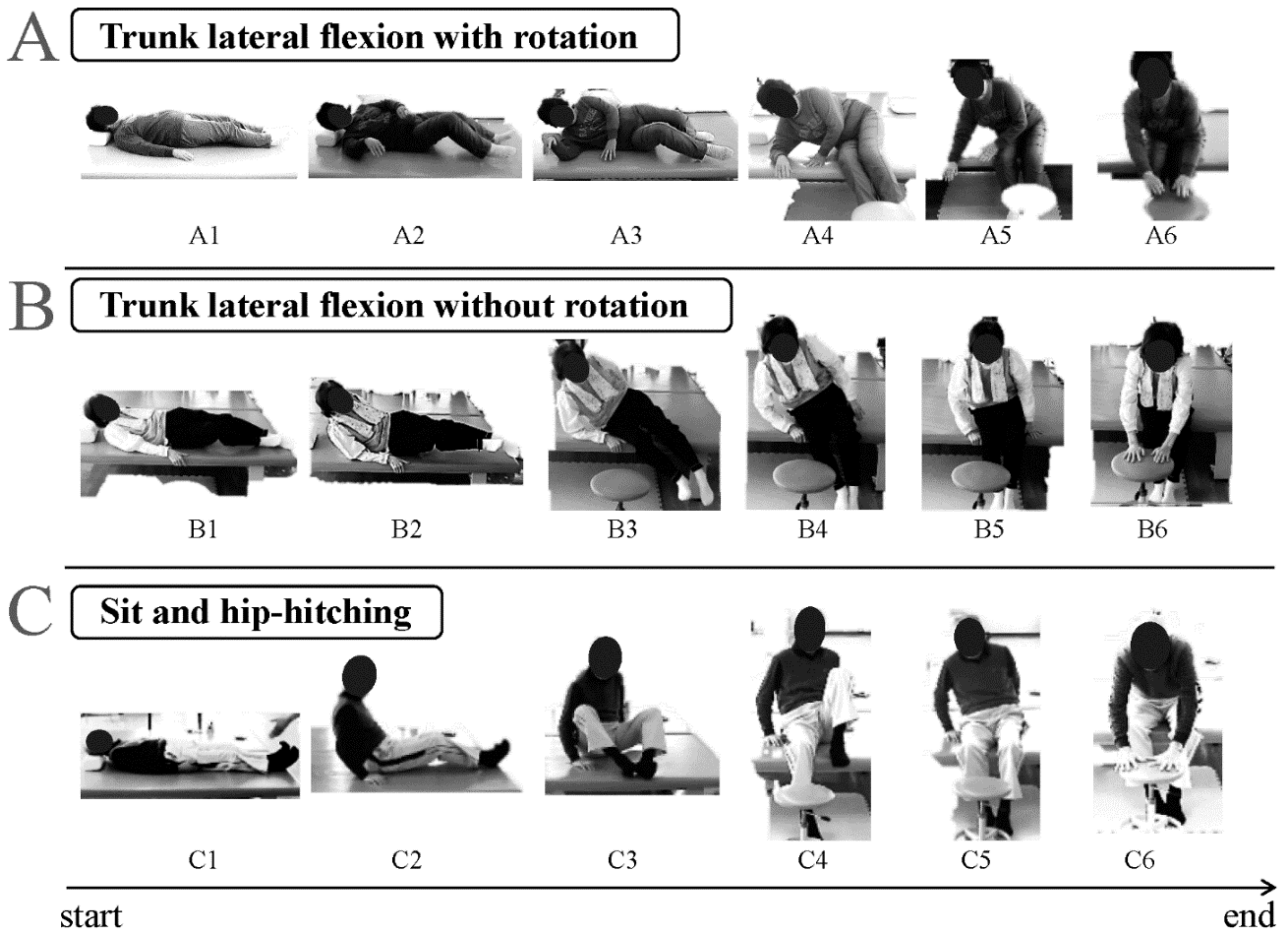 A
Trunk lateral flexion with rotation
A1 A2 A3 A4 A5 A6
B
Trunk lateral flexion without rotation
B1 B2 B3 B4 B5 B6
C
Sit and hip-hitching
C1 C2 C3 C4 C5 C6
start end